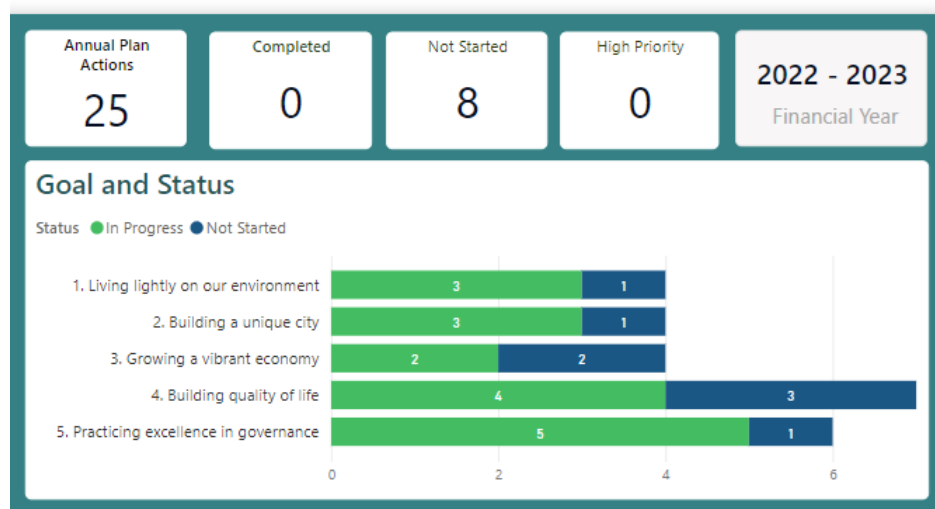 Annual Plan
Actions
25
Completed
0
Not Started
8
High Priority
0
2022 - 2023
Financial Year
Goal and Status
Status In Progress Not Started
1. Living lightly on our environment 3 1
2. Building a unique city 3 1
3. Growing a vibrant economy 2 2
4. Building quality of life 4 3
5. Practicing excellence in governance 5 1
0 2 4 6